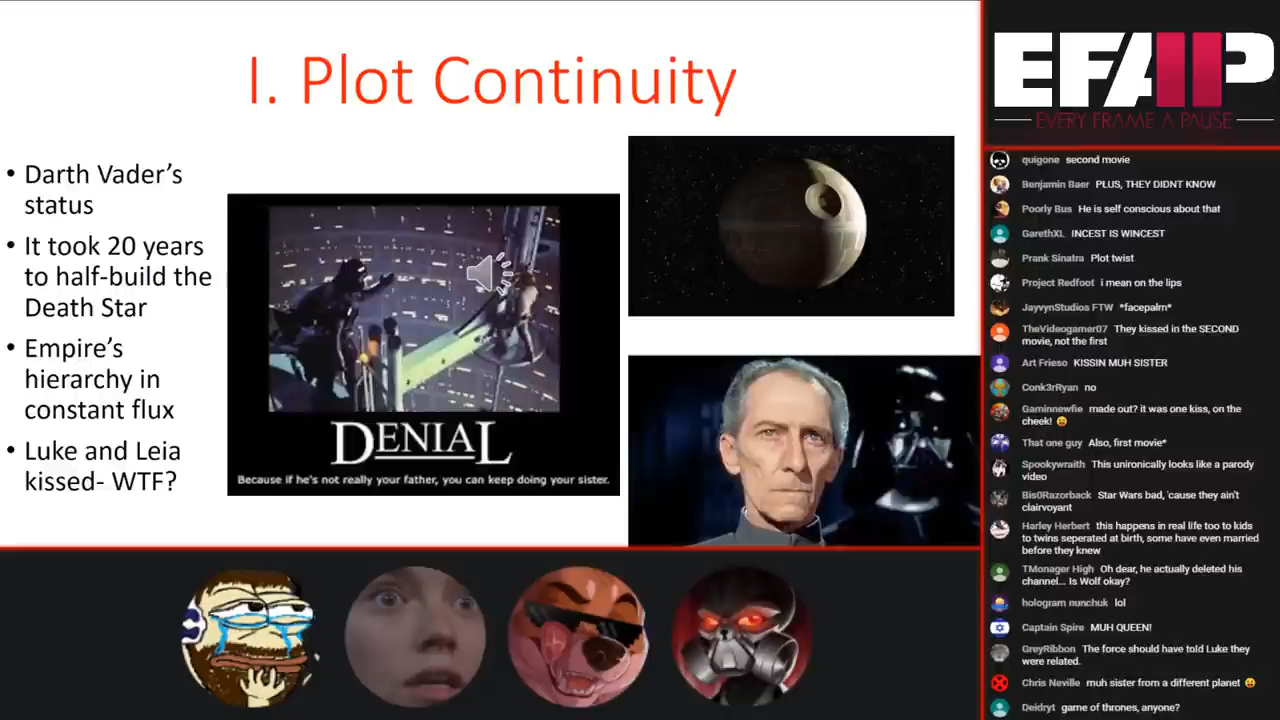 I. Plot Continuity
• Darth Vader's
status
• It took 20 years
to half-build the
Death Star
• Empire's
hierarchy in
constant flux
• Luke and Leia
kissed- WTF?
DENIAL
Because if he's not really your father, you can keep doing your sister.
EFAP
EVERY FRAME A PAUSE
quigone second movie
Benjamin Baer PLUS, THEY DIDNT KNOW
Poorly Bus He is self conscious about that
GarethXL INCEST IS WINCEST
Prank Sinatra Plot twist
Project Redfoot i mean on the lips
JayvynStudios FTW *facepalm*
TheVideogamer07 They kissed in the SECOND
movie, not the first
Art Frieso KISSIN MUH SISTER
Conk3rRyan no
Gaminnewfie made out? it was one kiss, on the
cheek! 😝
That one guy Also, first movie*
Spookywraith This unironically looks like a parody
video
Bis0Razorback Star Wars bad, 'cause they ain't
clairvoyant
Harley Herbert this happens in real life too to kids
to twins seperated at birth, some have even married
before they knew
TManager High Oh dear, he actually deleted his
channel... Is Wolf okay?
hologram nunchuk lol
Captain Spire MUH QUEEN!
GreyRibbon The force should have told Luke they
were related.
Chris Neville muh sister from a different planet 😝
Deidryt game of thrones, anyone?